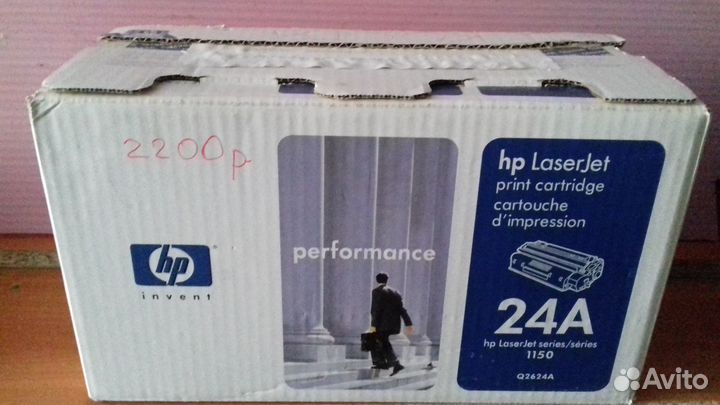 2200р
hp
invent
performance
hp LaserJet
print cartridge
cartouche
d'impression
24A
hp LaserJet series/séries
1150
Q2624A
Avito